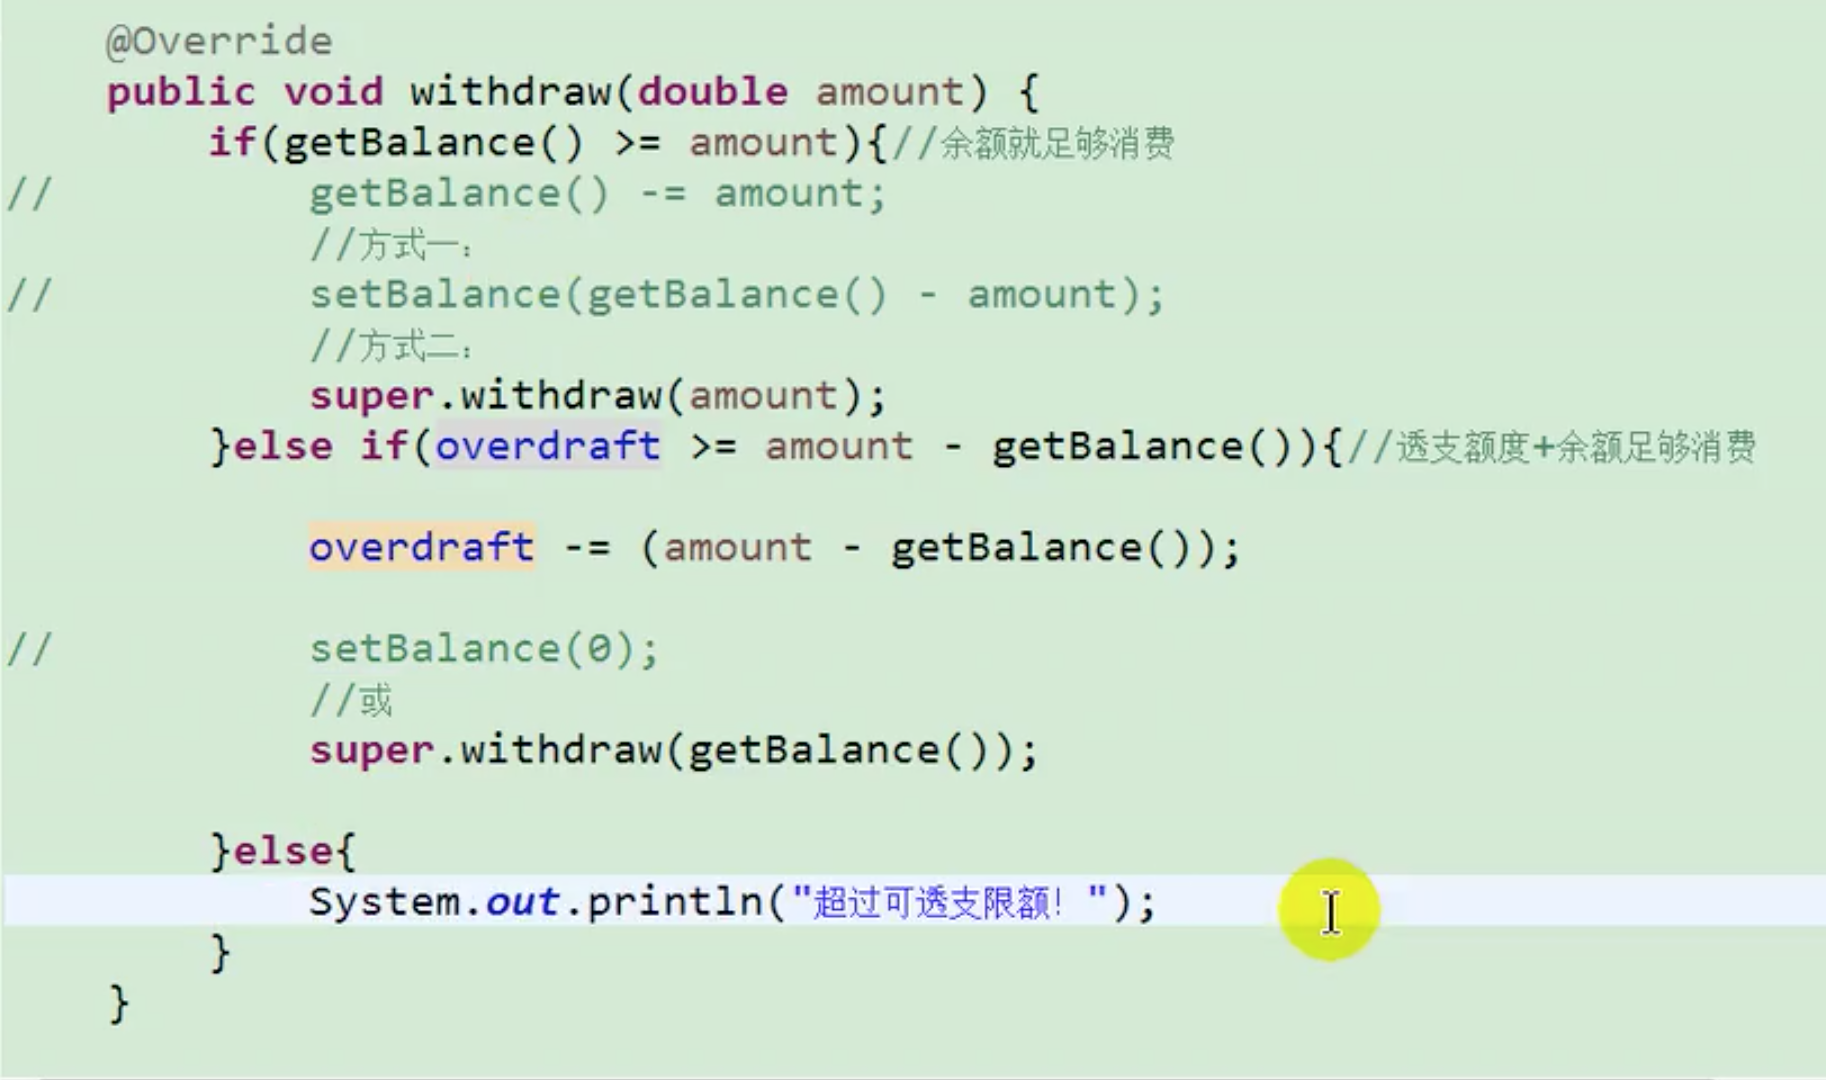 @Override
public void withdraw(double amount) {
if(getBalance() >= amount){//余额就足够消费
// getBalance() -= amount;
//方式一：
// setBalance(getBalance() - amount);
//方式二：
super.withdraw(amount);
}else if(overdraft >= amount - getBalance()){//透支额度+余额足够消费
overdraft -= (amount - getBalance());
// setBalance(0);
//或
super.withdraw(getBalance());
}else{
System.out.println("超过可透支限额！");
}
}